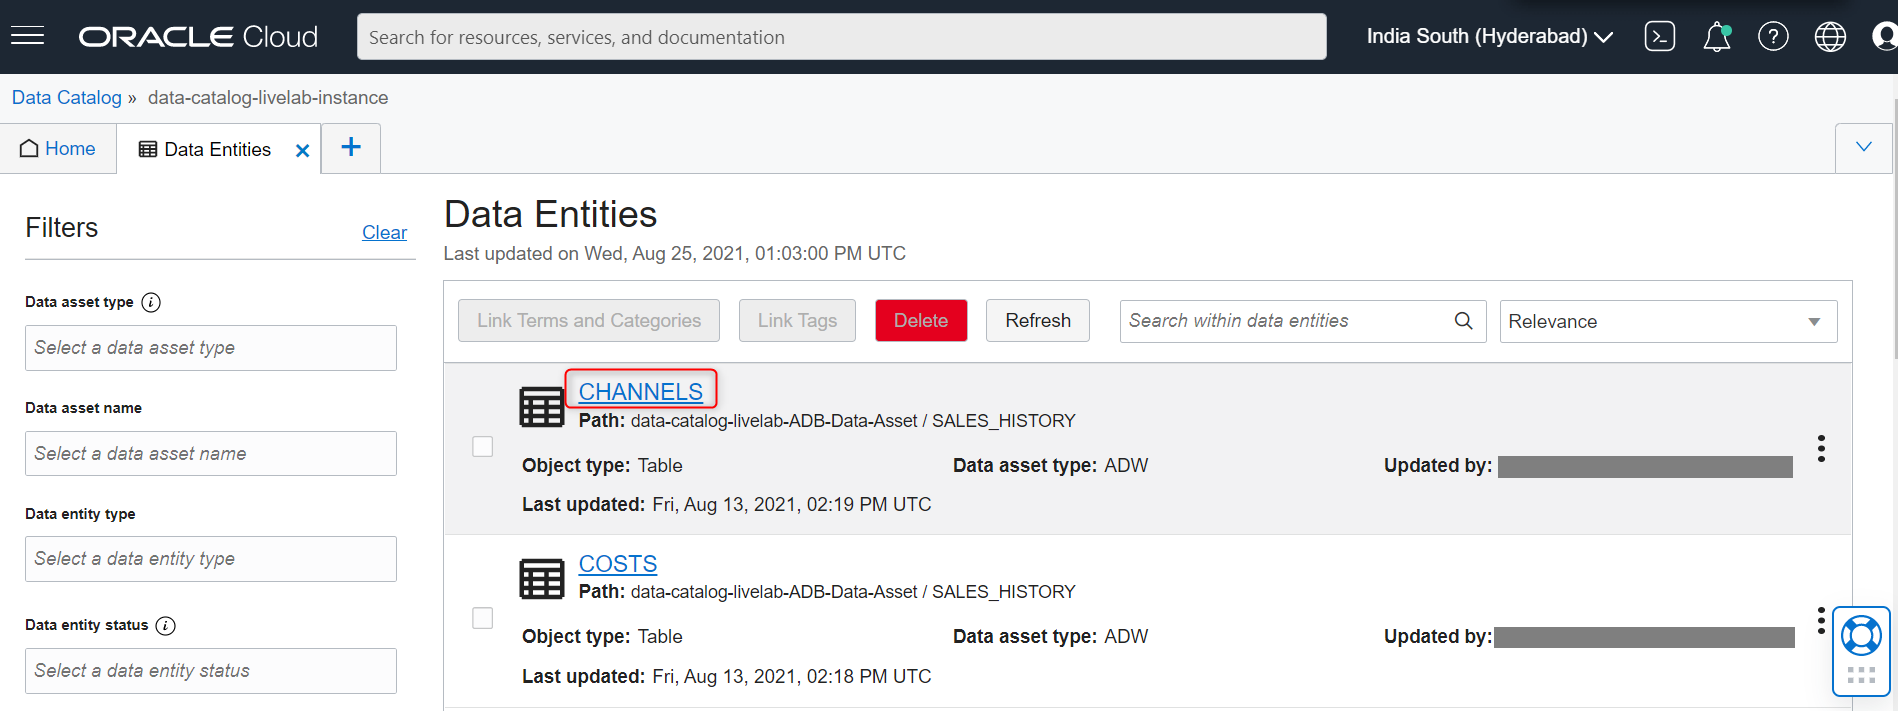 ORACLE Cloud
Search for resources, services, and documentation
India South (Hyderabad)
Data Catalog » data-catalog-livelab-instance
Home
Data Entities
Filters
Clear
Data asset type
Select a data asset type
Data asset name
Select a data asset name
Data entity type
Select a data entity type
Data entity status
Select a data entity status
Data Entities
Last updated on Wed, Aug 25, 2021, 01:03:00 PM UTC
Link Terms and Categories
Link Tags
Delete
Refresh
Search within data entities
Relevance
CHANNELS
Path: data-catalog-livelab-ADB-Data-Asset / SALES_HISTORY
Object type: Table
Data asset type: ADW
Updated by:
Last updated: Fri, Aug 13, 2021, 02:19 PM UTC
COSTS
Path: data-catalog-livelab-ADB-Data-Asset / SALES_HISTORY
Object type: Table
Data asset type: ADW
Updated by:
Last updated: Fri, Aug 13, 2021, 02:18 PM UTC